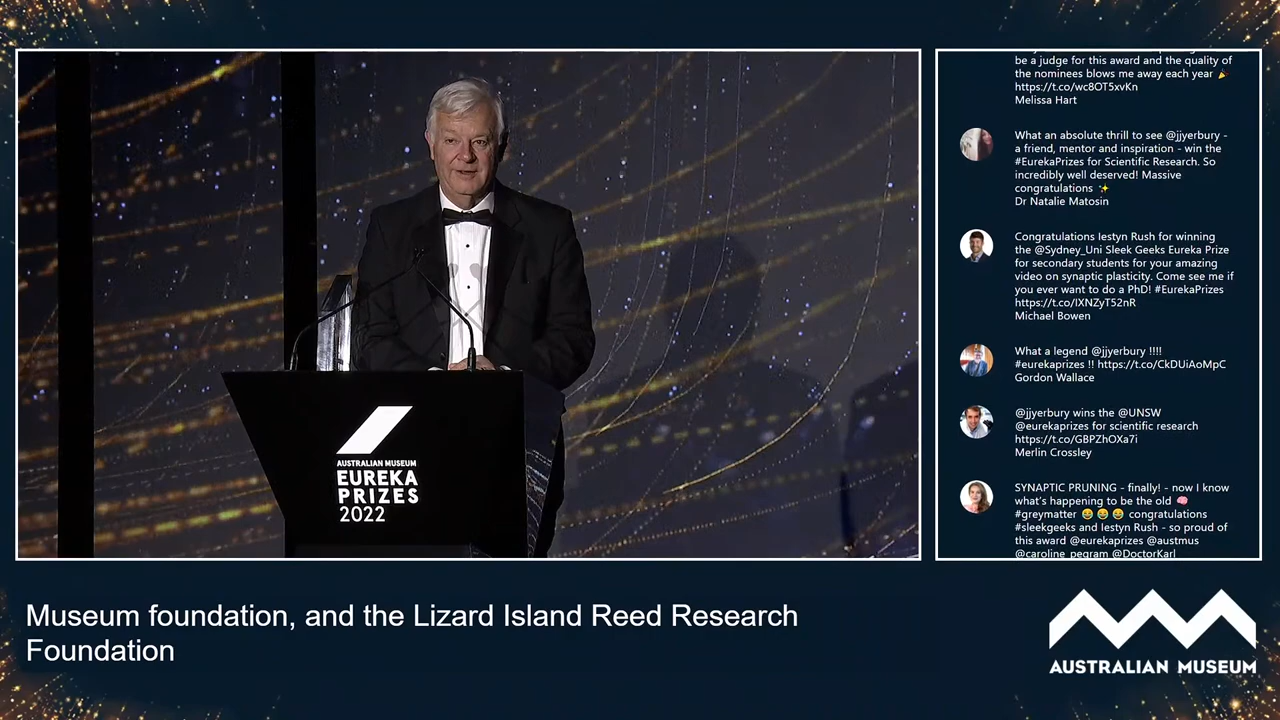 AUSTRALIAN MUSEUM
EUREKA
PRIZES
2022
be a judge for this award and the quality of
the nominees blows me away each year 🎉
https://t.co/wc8OT5xvKn
Melissa Hart
What an absolute thrill to see @jjyerbury -
a friend, mentor and inspiration - win the
#EurekaPrizes for Scientific Research. So
incredibly well deserved! Massive
congratulations ✨
Dr Natalie Matosin
Congratulations Iestyn Rush for winning
the @Sydney_Uni Sleek Geeks Eureka Prize
for secondary students for your amazing
video on synaptic plasticity. Come see me if
you ever want to do a PhD! #EurekaPrizes
https://t.co/IXNZyT52nR
Michael Bowen
What a legend @jjyerbury !!!!
#eurekaprizes !! https://t.co/CkDUiAoMpC
Gordon Wallace
@jjyerbury wins the @UNSW
@eurekaprizes for scientific research
https://t.co/GBPZhOXa7i
Merlin Crossley
SYNAPTIC PRUNING - finally! - now I know
what's happening to be the old 🧠
#greymatter 😂😂😂 congratulations
#sleekgeeks and Iestyn Rush - so proud of
this award @eurekaprizes @austmus
@caroline_pegram @DoctorKarl
Museum foundation, and the Lizard Island Reed Research
Foundation
AUSTRALIAN MUSEUM